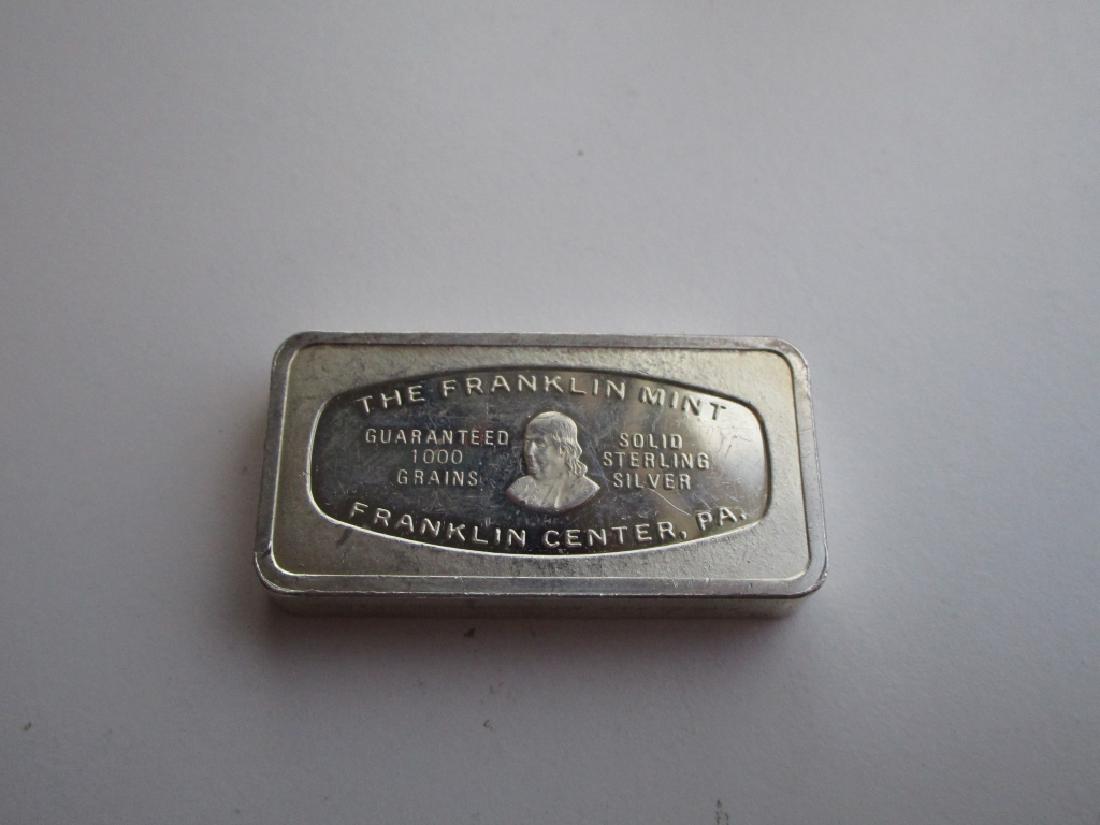 THE FRANKLIN MINT
GUARANTEED
1000
GRAINS
SOLID
STERLING
SILVER
FRANKLIN CENTER, PA.